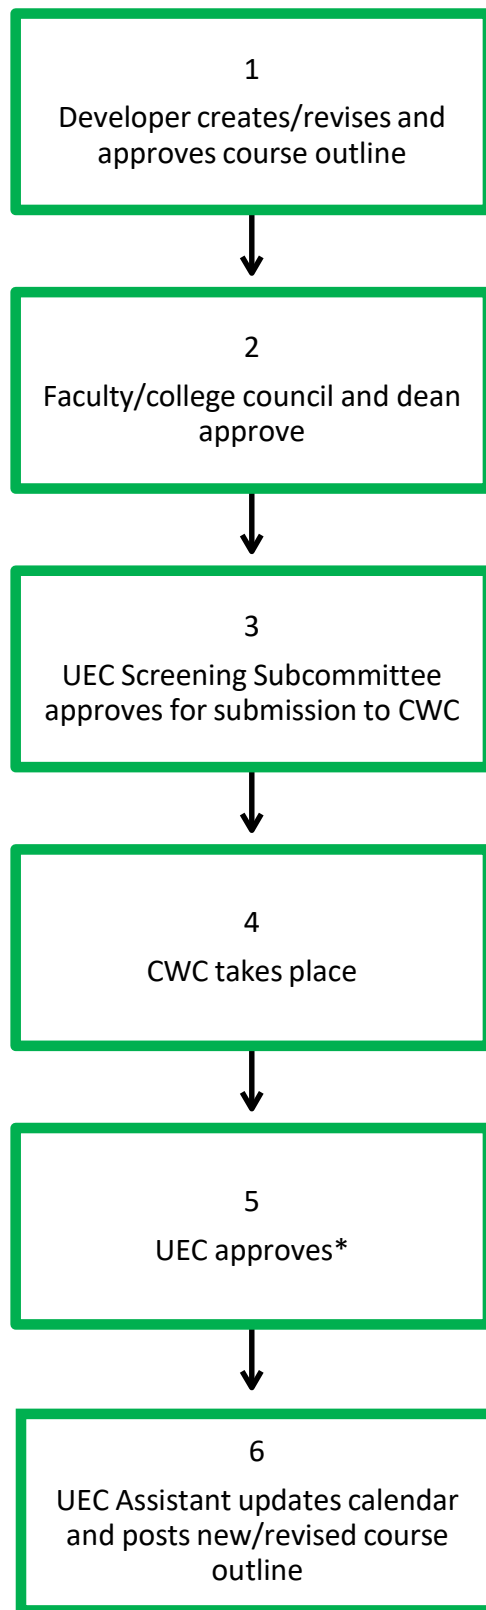 1
Developer creates/revises and
approves course outline
2
Faculty/college council and dean
approve
3
UEC Screening Subcommittee
approves for submission to CWC
4
CWC takes place
5
UEC approves*
6
UEC Assistant updates calendar
and posts new/revised course
outline